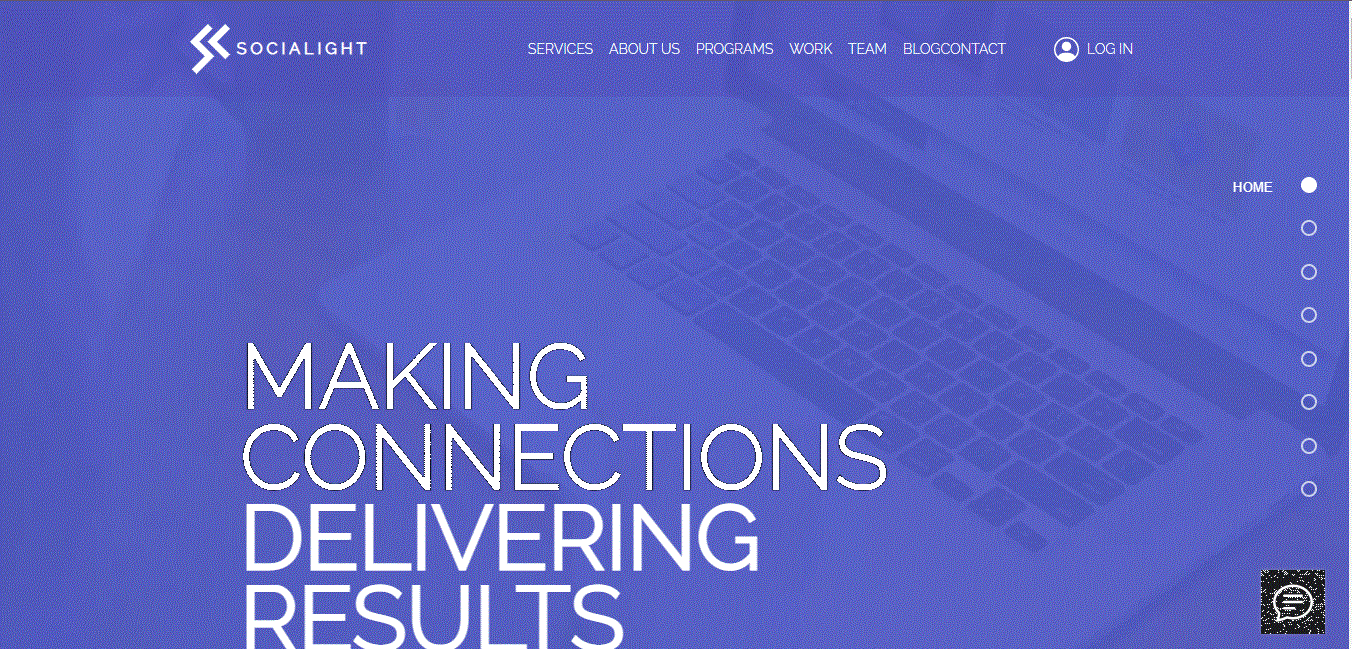 SOCIALIGHT
SERVICES ABOUT US PROGRAMS WORK TEAM BLOGCONTACT LOG IN
HOME
MAKING
CONNECTIONS
DELIVERING
RESULTS